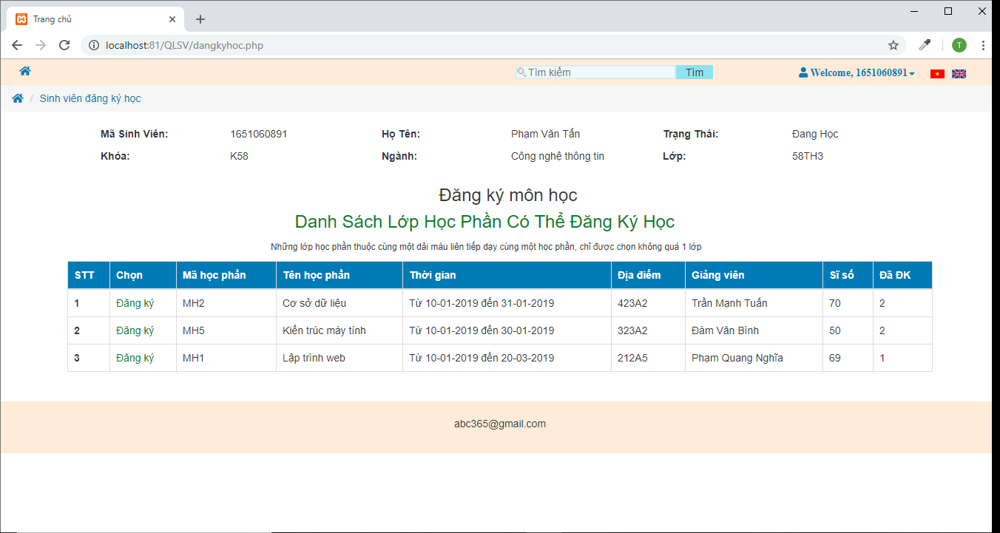 Trang chủ
localhost:81/QLSV/dangkyhoc.php
T
Tìm kiếm Tìm Welcome, 1651060891
/ Sinh viên đăng ký học
Mã Sinh Viên: 1651060891 Họ Tên: Phạm Văn Tấn Trạng Thái: Đang Học
Khóa: K58 Ngành: Công nghệ thông tin Lớp: 58TH3
Đăng ký môn học
Danh Sách Lớp Học Phần Có Thể Đăng Ký Học
Những lớp học phần thuộc cùng một dải màu liên tiếp dạy cùng một học phần, chỉ được chọn không quá 1 lớp
STT Chọn Mã học phần Tên học phần Thời gian Địa điểm Giảng viên Sĩ số Đã ĐK
1 Đăng ký MH2 Cơ sở dữ liệu Từ 10-01-2019 đến 31-01-2019 423A2 Trần Mạnh Tuấn 70 2
2 Đăng ký MH5 Kiến trúc máy tính Từ 10-01-2019 đến 30-01-2019 323A2 Đàm Văn Bình 50 2
3 Đăng ký MH1 Lập trình web Từ 10-01-2019 đến 20-03-2019 212A5 Phạm Quang Nghĩa 69 1
abc365@gmail.com